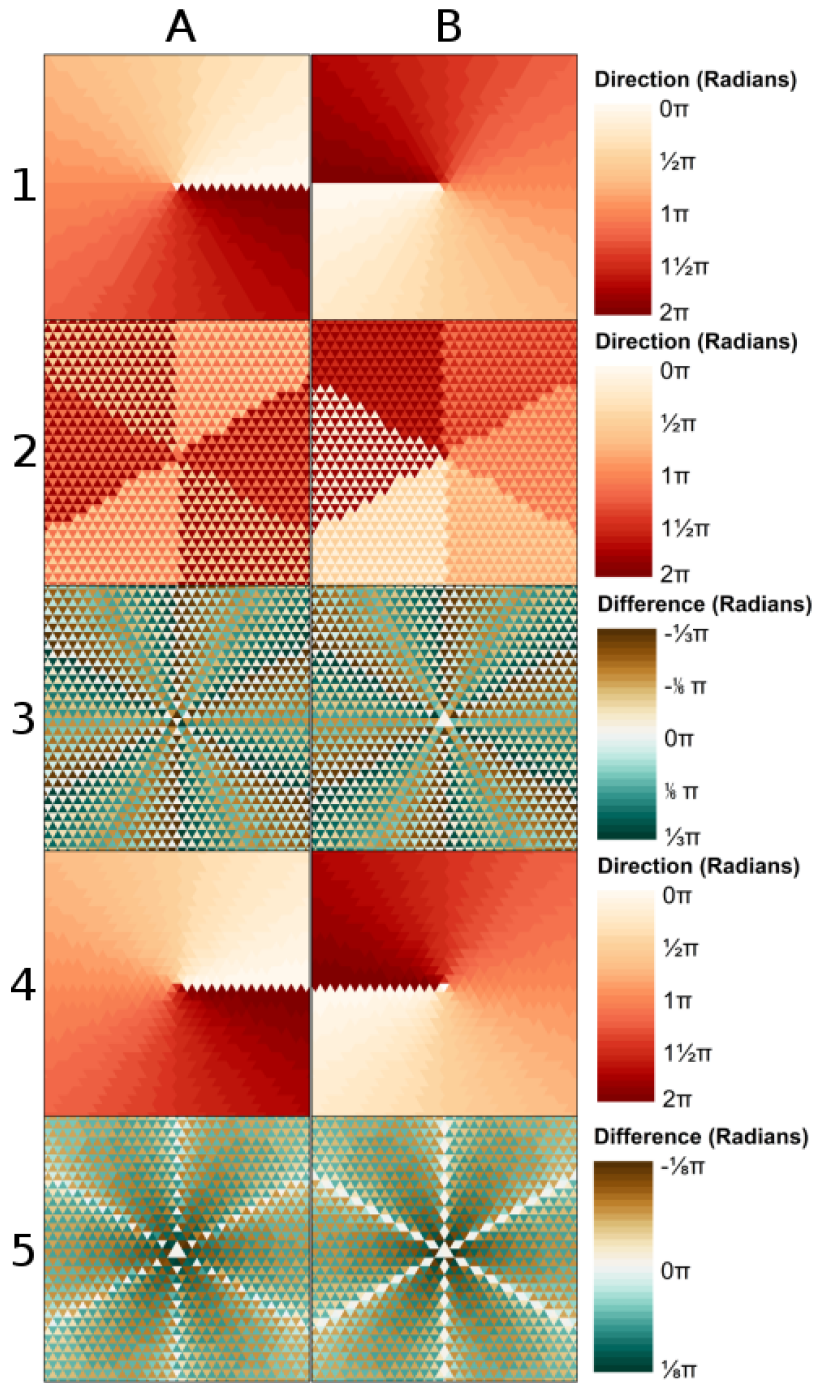 A B
1
Direction (Radians)
0π
½π
1π
1½π
2π
2
Direction (Radians)
0π
½π
1π
1½π
2π
3
Difference (Radians)
-⅓π
-⅙ π
0π
⅙ π
⅓π
4
Direction (Radians)
0π
½π
1π
1½π
2π
5
Difference (Radians)
-⅛π
0π
⅛π